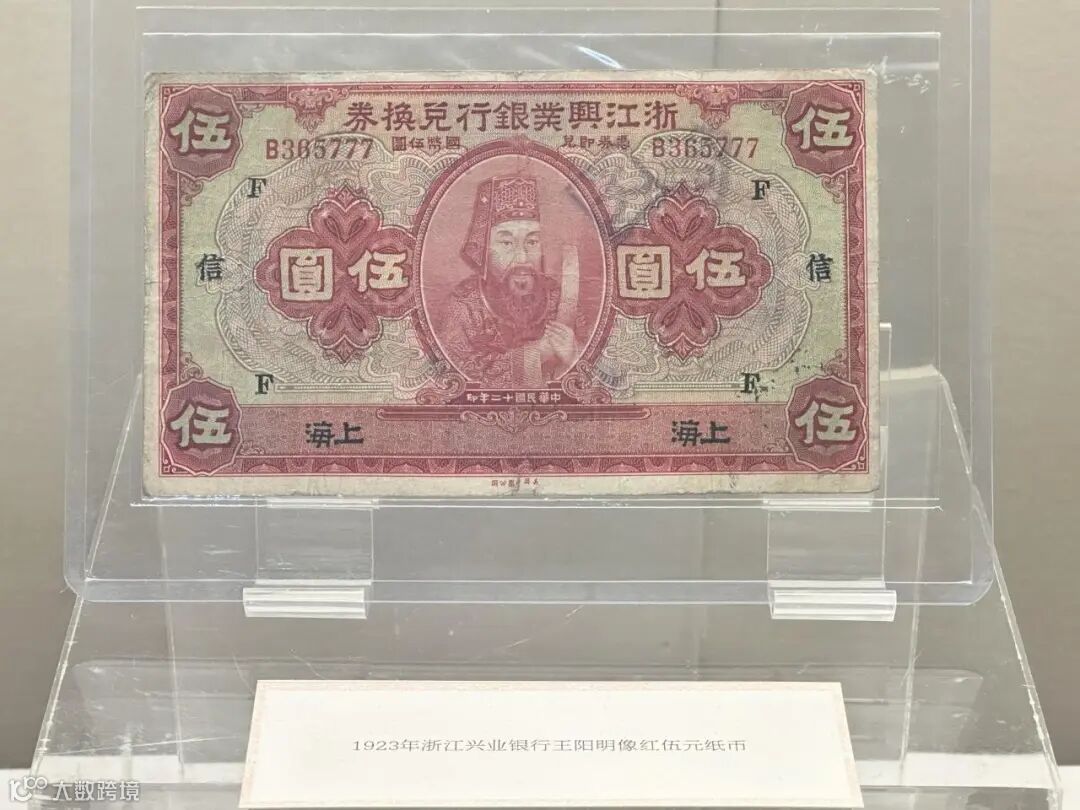 浙江興業銀行兌換券
伍
伍
憑券即兌
國幣伍圓
B365777
B365777
F
F
信
信
伍圓
伍圓
F
F
中華民國十二年印
伍
伍
上海
上海
1923年浙江兴业银行王阳明像红伍元纸币
大数跨境